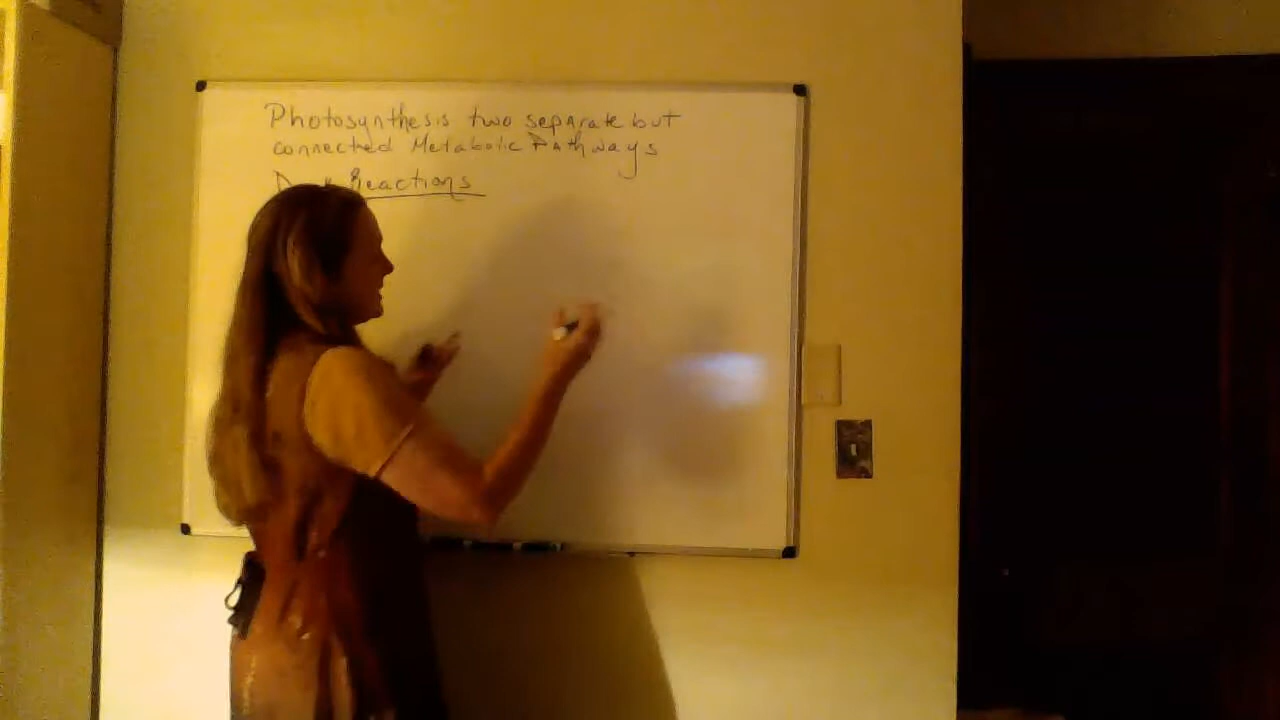 Photosynthesis two separate but
connected Metabolic Pathways
Reactions